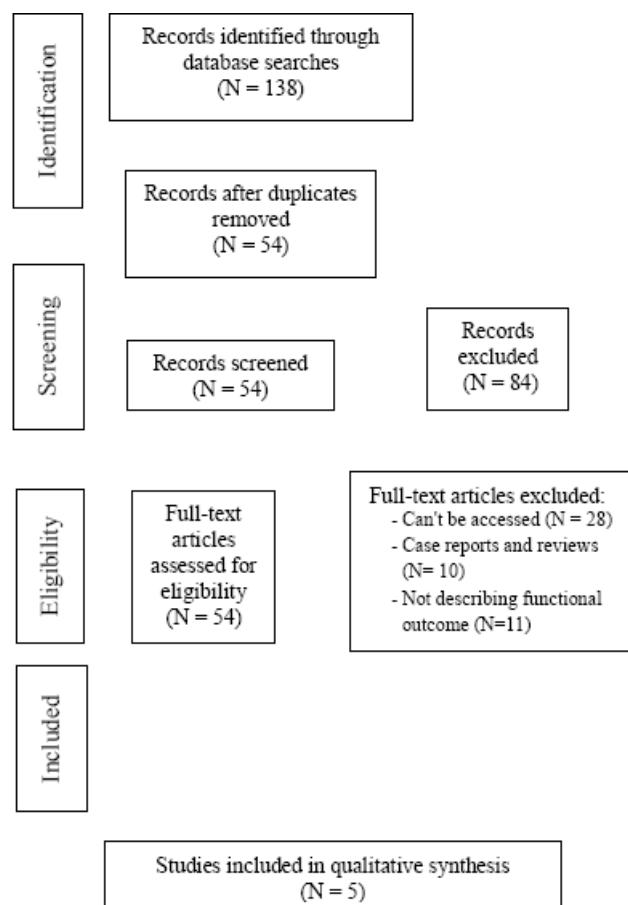 Identification
Records identified through
database searches
(N = 138)
Records after duplicates
removed
(N = 54)
Screening
Records screened
(N = 54)
Records
excluded
(N = 84)
Eligibility
Full-text
articles
assessed for
eligibility
(N = 54)
Full-text articles excluded:
- Can't be accessed (N = 28)
- Case reports and reviews
(N= 10)
- Not describing functional
outcome (N=11)
Included
Studies included in qualitative synthesis
(N = 5)